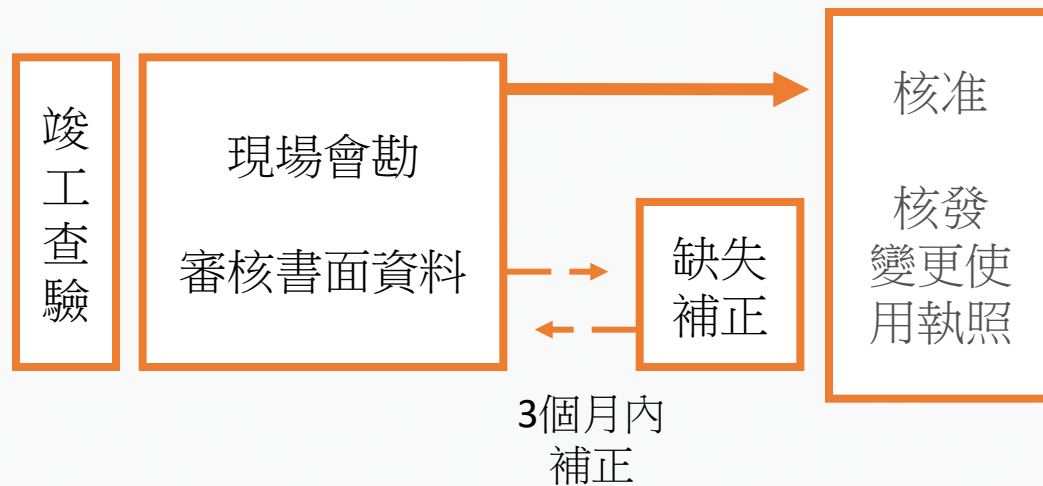 竣工查驗
現場會勘
審核書面資料
缺失
補正
3個月內
補正
核准
核發
變更使
用執照